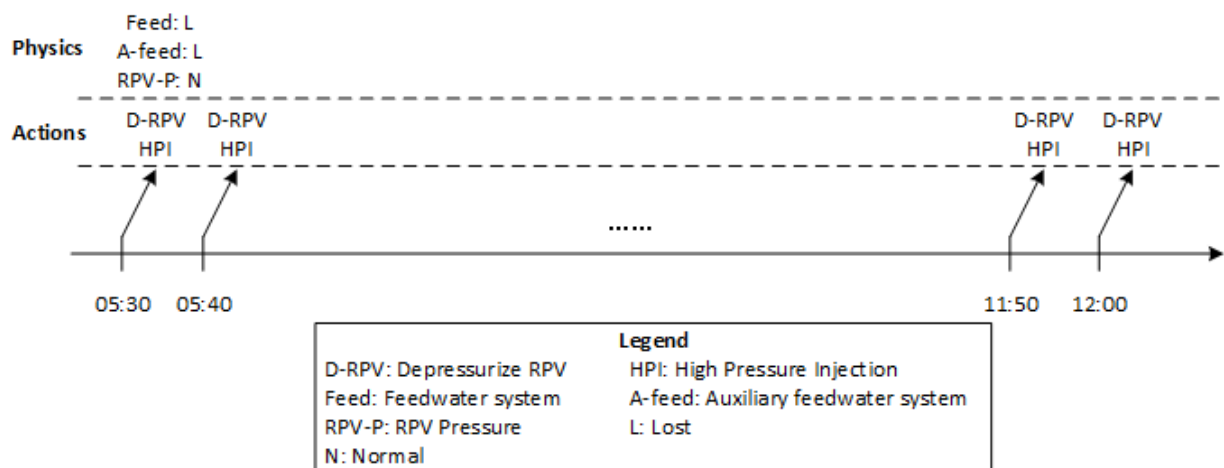 Feed: L
Physics
A-feed: L
RPV-P: N
Actions
D-RPV D-RPV D-RPV D-RPV
HPI HPI HPI HPI
......
05:30 05:40 11:50 12:00
Legend
D-RPV: Depressurize RPV HPI: High Pressure Injection
Feed: Feedwater system A-feed: Auxiliary feedwater system
RPV-P: RPV Pressure L: Lost
N: Normal